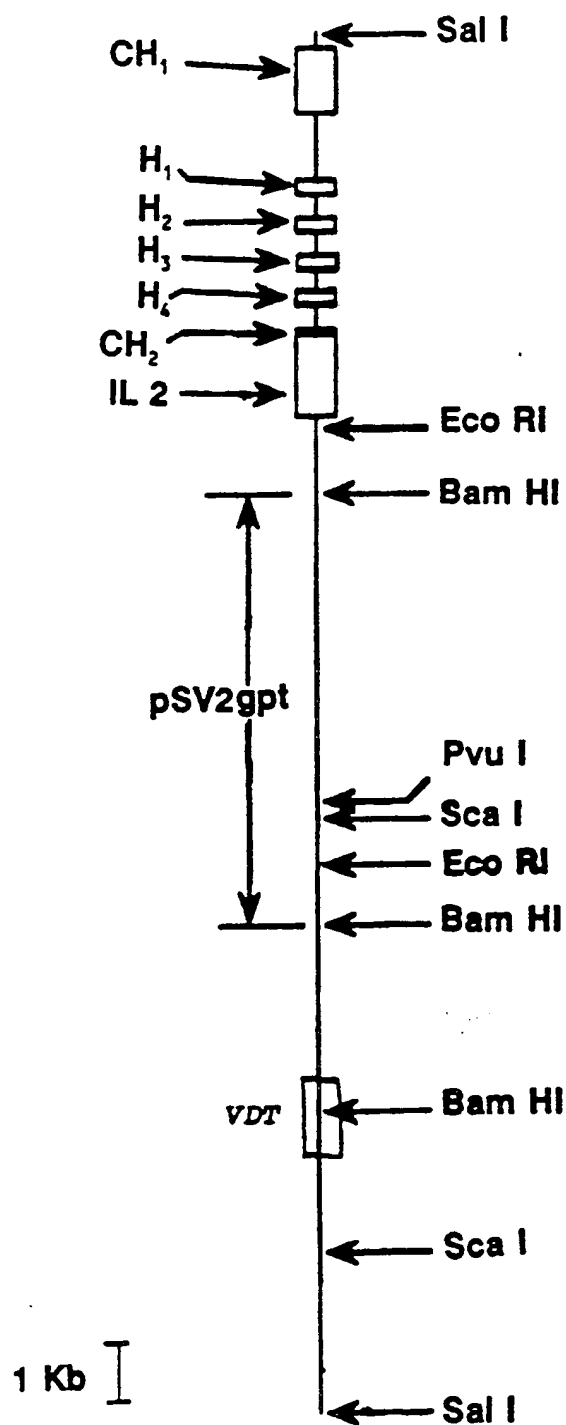 Sal I
CH₁
H₁
H₂
H₃
H₄
CH₂
IL 2
Eco RI
Bam HI
pSV2gpt
Pvu I
Sca I
Eco RI
Bam HI
VDT
Bam HI
Sca I
1 Kb
Sal I